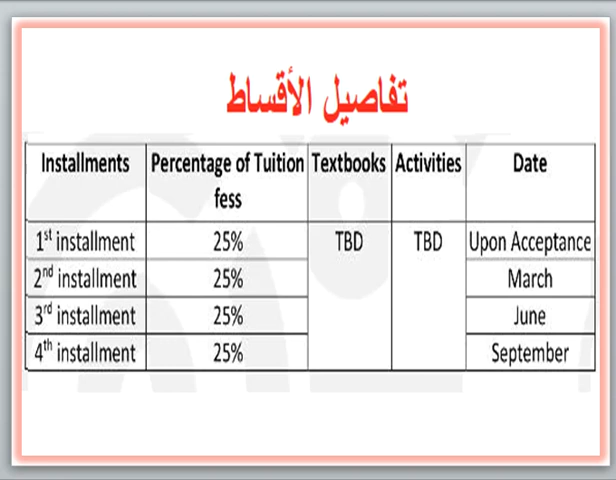 تفاصيل الأقساط
Installments Percentage of Tuition fess Textbooks Activities Date
1st installment 25% TBD TBD Upon Acceptance
2nd installment 25% March
3rd installment 25% June
4th installment 25% September